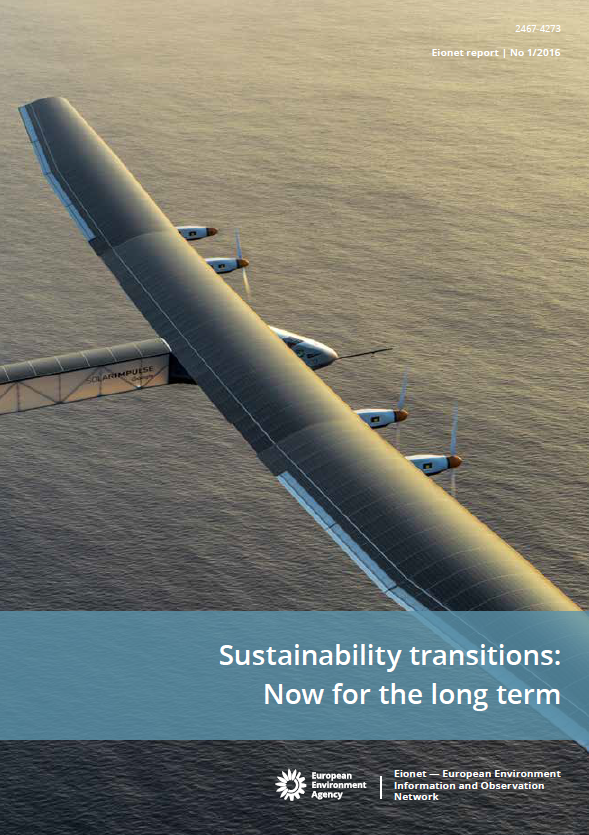 2467-4273
Eionet report | No 1/2016
SOLARIMPULSE
Sustainability transitions:
Now for the long term
European
Environment
Agency
Eionet — European Environment
Information and Observation
Network